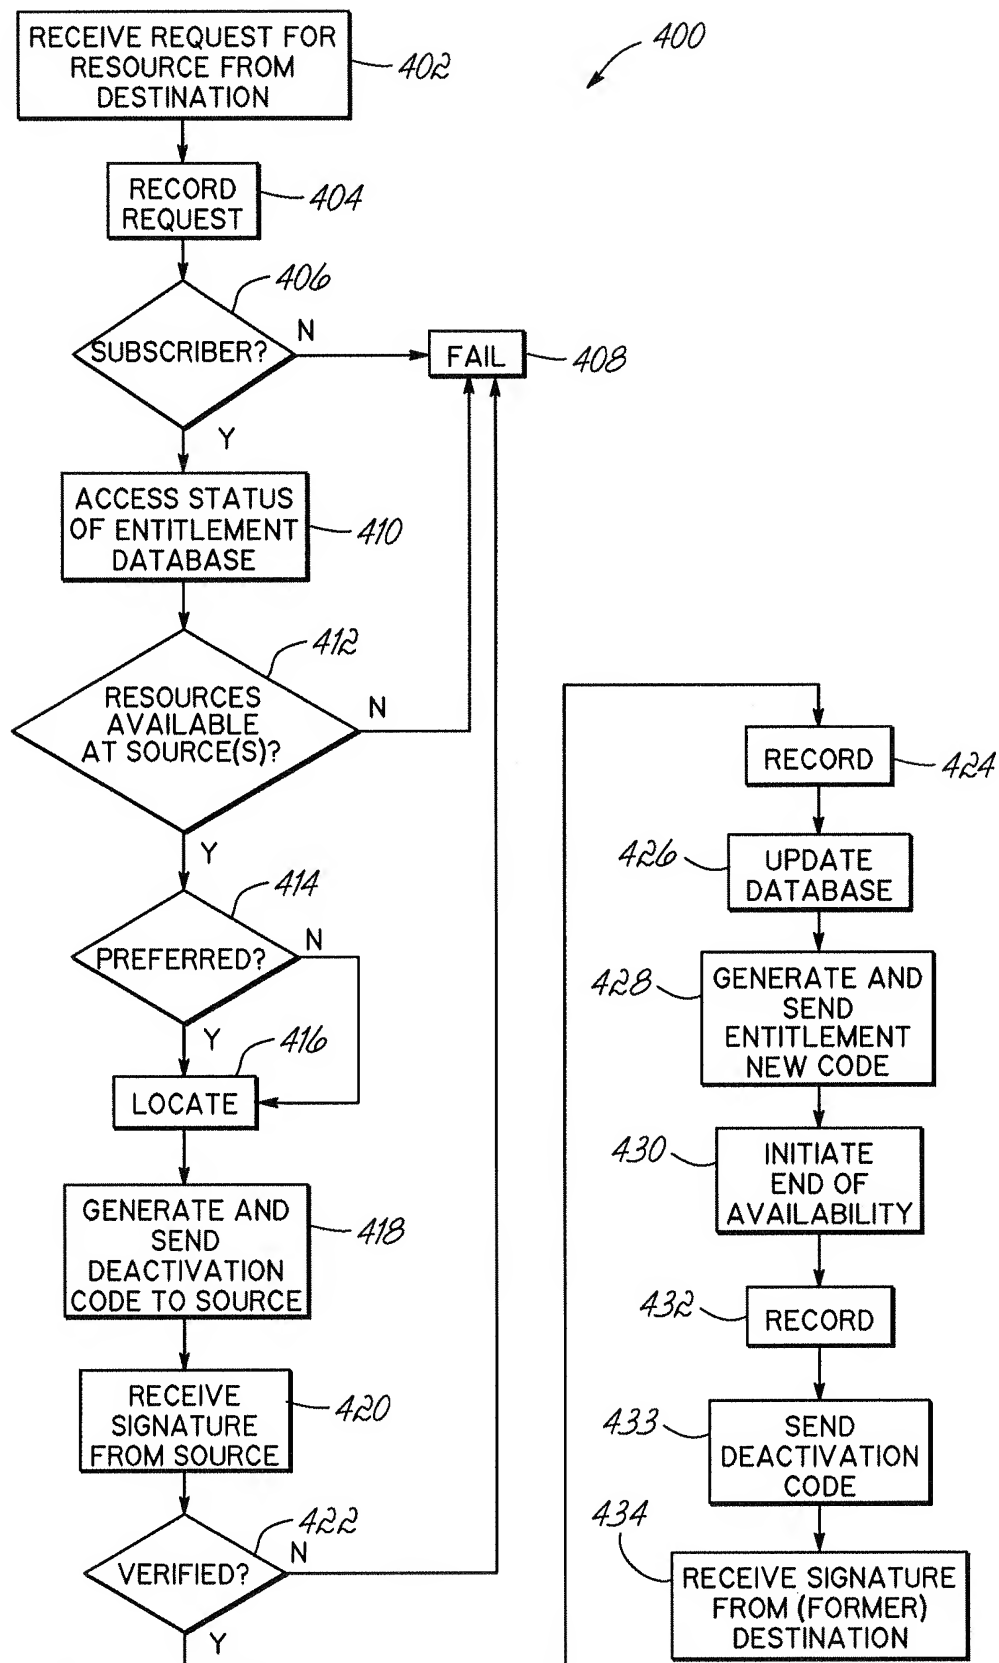 RECEIVE REQUEST FOR
RESOURCE FROM
DESTINATION
402
400
RECORD
REQUEST
404
406
SUBSCRIBER?
N
Y
FAIL
408
ACCESS STATUS
OF ENTITLEMENT
DATABASE
410
412
RESOURCES
AVAILABLE
AT SOURCE(S)?
N
Y
414
PREFERRED?
N
Y
416
LOCATE
GENERATE AND
SEND
DEACTIVATION
CODE TO SOURCE
418
RECEIVE
SIGNATURE
FROM SOURCE
420
422
VERIFIED?
N
Y
RECORD
424
426
UPDATE
DATABASE
428
GENERATE AND
SEND
ENTITLEMENT
NEW CODE
430
INITIATE
END OF
AVAILABILITY
432
RECORD
433
SEND
DEACTIVATION
CODE
434
RECEIVE SIGNATURE
FROM (FORMER)
DESTINATION